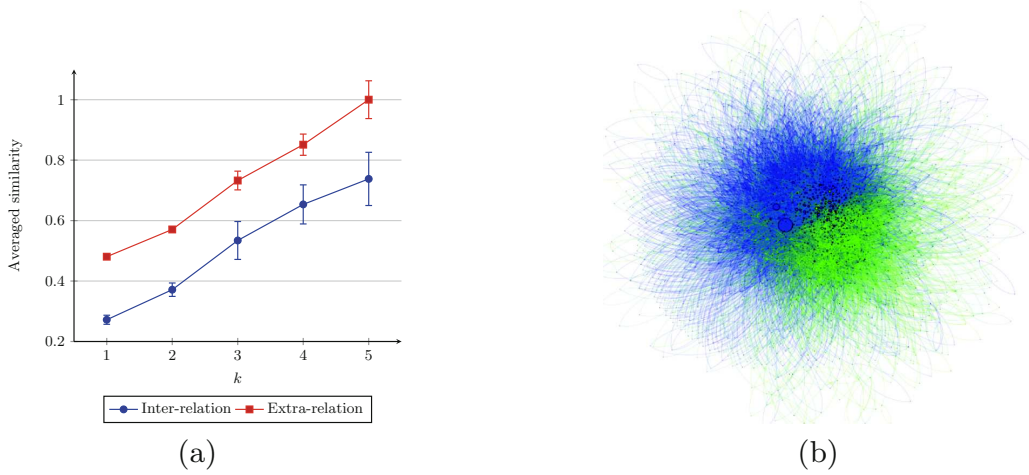 Averaged similarity
1
0.8
0.6
0.4
0.2
1 2 3 4 5
k
Inter-relation Extra-relation
(a)
(b)